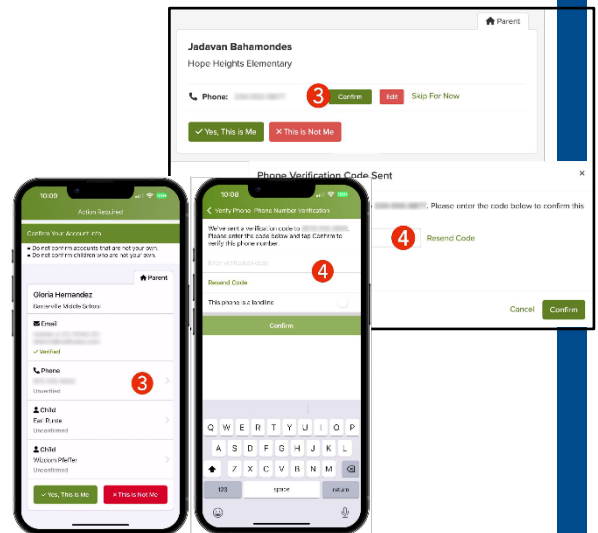 Parent
Jadavan Bahamondes
Hope Heights Elementary
Phone:
3
Confirm
Edit
Skip For Now
✓ Yes, This is Me
× This is Not Me
Phone Verification Code Sent
×
. Please enter the code below to confirm this
4
Resend Code
Cancel
Confirm
10:09
Action Required
Confirm Your Account Info
• Do not confirm accounts that are not your own.
• Do not confirm children who are not your own.
Parent
Gloria Hernandez
Middle School
Email
✓ Verified
Phone
3
Unverified
Child
Earl Runte
Unconfirmed
Child
Wisdom Pfeffer
Unconfirmed
✓ Yes, This is Me
× This is Not Me
10:08
Verify Phone Phone Number Verification
We've sent a verification code to
Please enter the code below and tap Confirm to
verify this phone number.
Enter verification code
4
Resend Code
This phone is a landline
Confirm
Q W E R T Y U I O P
A S D F G H J K L
Z X C V B N M
123
space
return